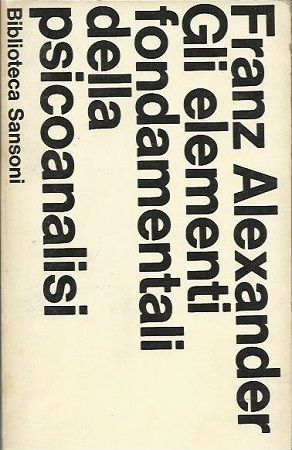 Franz Alexander
Gli elementi
fondamentali
della
psicoanalisi
Biblioteca Sansoni